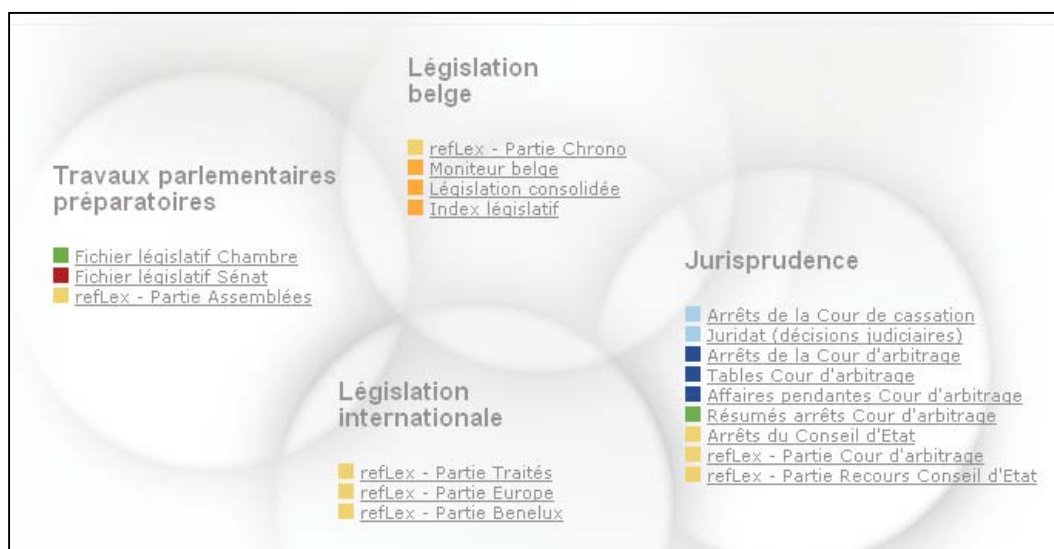 Législation
belge
refLex - Partie Chrono
Moniteur belge
Législation consolidée
Index législatif
Travaux parlementaires
préparatoires
Fichier législatif Chambre
Fichier législatif Sénat
refLex - Partie Assemblées
Jurisprudence
Arrêts de la Cour de cassation
Juridat (décisions judiciaires)
Arrêts de la Cour d'arbitrage
Tables Cour d'arbitrage
Affaires pendantes Cour d'arbitrage
Résumés arrêts Cour d'arbitrage
Arrêts du Conseil d'Etat
refLex - Partie Cour d'arbitrage
refLex - Partie Recours Conseil d'Etat
Législation
internationale
refLex - Partie Traités
refLex - Partie Europe
refLex - Partie Benelux